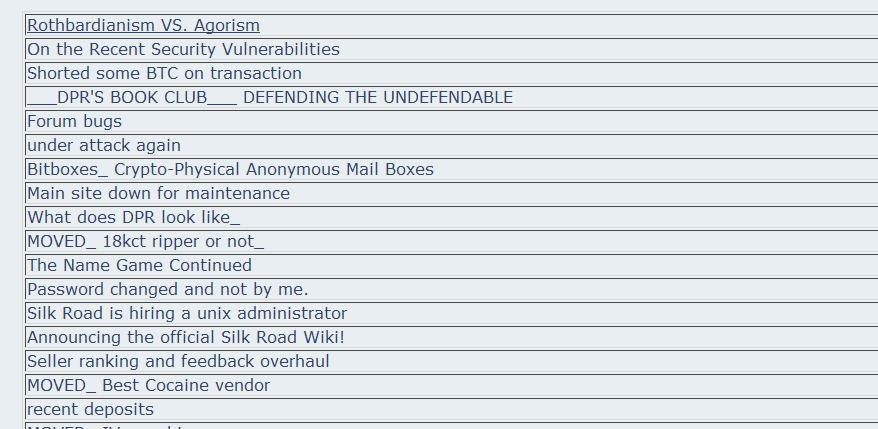 Rothbardianism VS. Agorism
On the Recent Security Vulnerabilities
Shorted some BTC on transaction
___DPR'S BOOK CLUB___ DEFENDING THE UNDEFENDABLE
Forum bugs
under attack again
Bitboxes_ Crypto-Physical Anonymous Mail Boxes
Main site down for maintenance
What does DPR look like_
MOVED_ 18kct ripper or not_
The Name Game Continued
Password changed and not by me.
Silk Road is hiring a unix administrator
Announcing the official Silk Road Wiki!
Seller ranking and feedback overhaul
MOVED_ Best Cocaine vendor
recent deposits